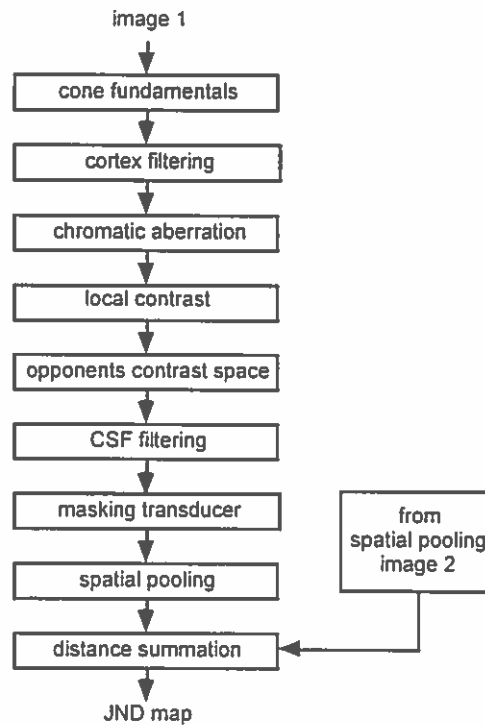 image 1
cone fundamentals
cortex filtering
chromatic aberration
local contrast
opponents contrast space
CSF filtering
masking transducer
spatial pooling
from
spatial pooling
image 2
distance summation
JND map